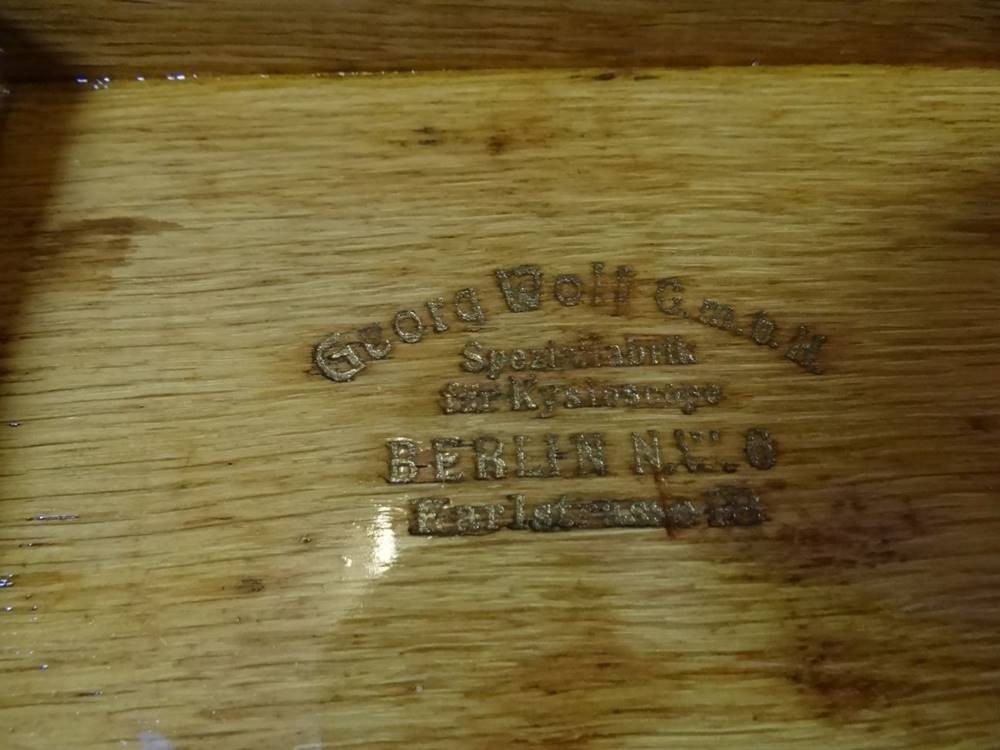 Georg Wolf G.m.b.H.
Spezialfabrik
für Kystoskope
BERLIN N.W. 6
Karlstrasse